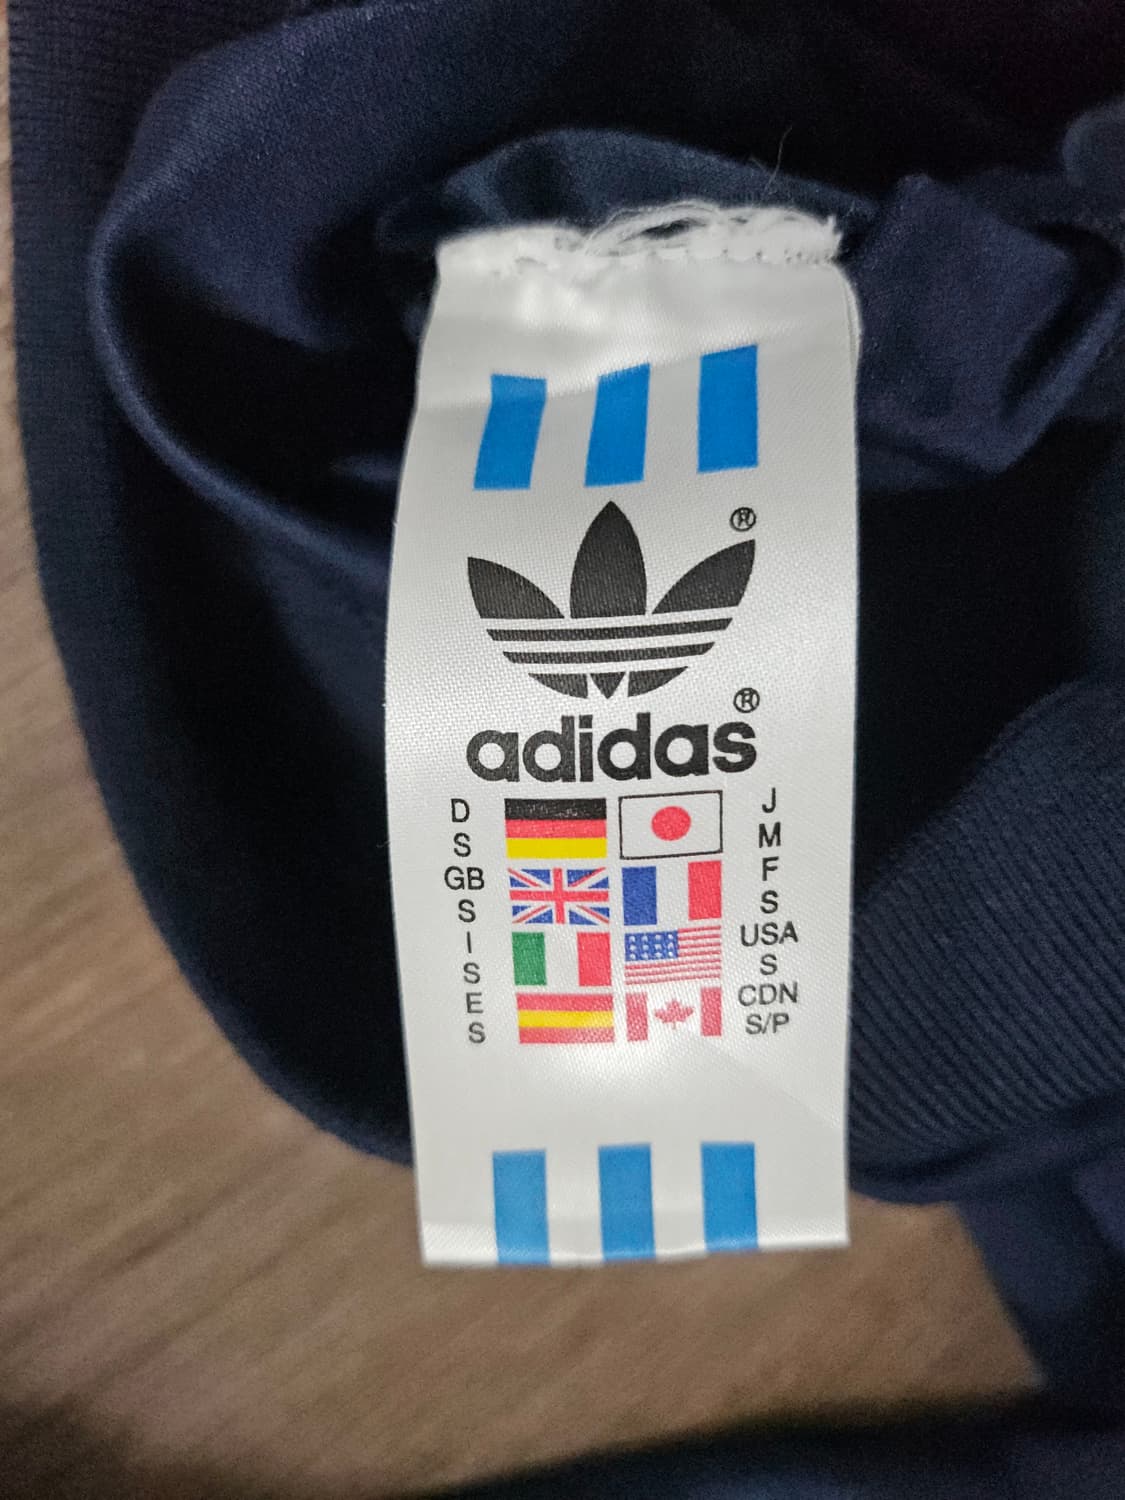 ®
adidas®
D J
S M
GB F
S S
I USA
S S
E CDN
S S/P